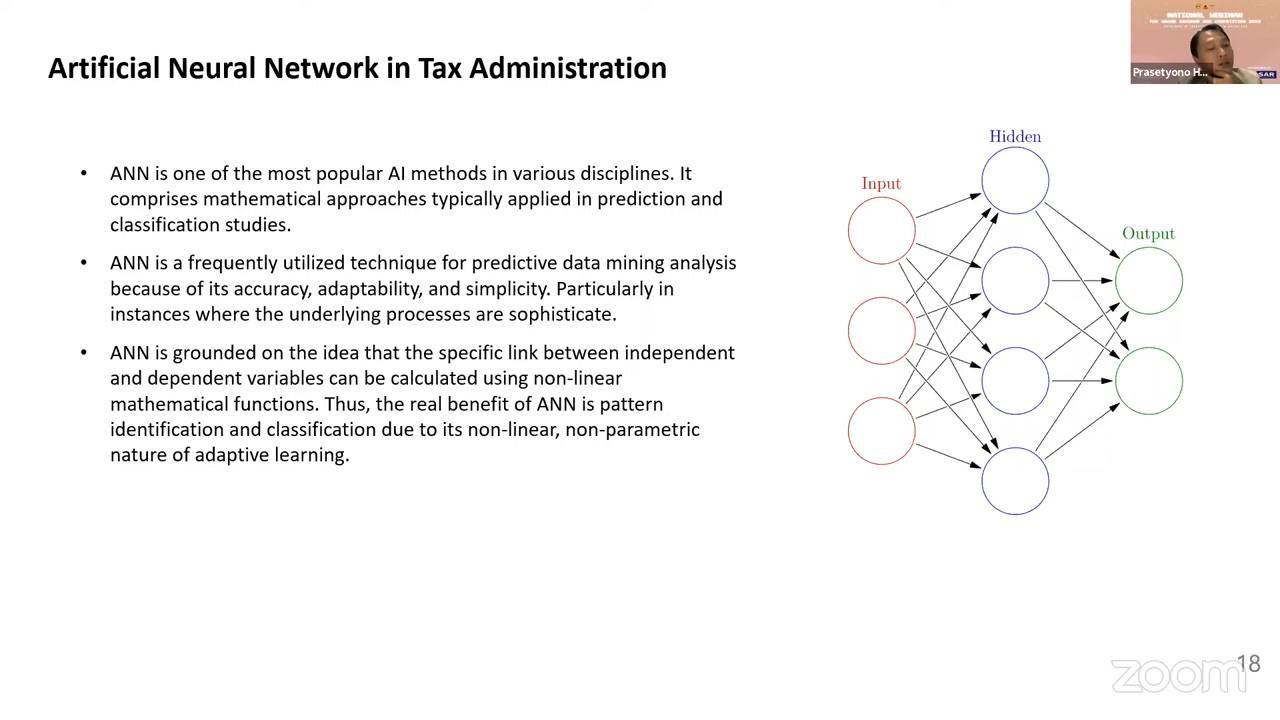 NATIONAL WEBINAR
Prasetyono H...
SAR
Artificial Neural Network in Tax Administration
• ANN is one of the most popular AI methods in various disciplines. It
comprises mathematical approaches typically applied in prediction and
classification studies.
• ANN is a frequently utilized technique for predictive data mining analysis
because of its accuracy, adaptability, and simplicity. Particularly in
instances where the underlying processes are sophisticate.
• ANN is grounded on the idea that the specific link between independent
and dependent variables can be calculated using non-linear
mathematical functions. Thus, the real benefit of ANN is pattern
identification and classification due to its non-linear, non-parametric
nature of adaptive learning.
Hidden
Input
Output
18
zoom